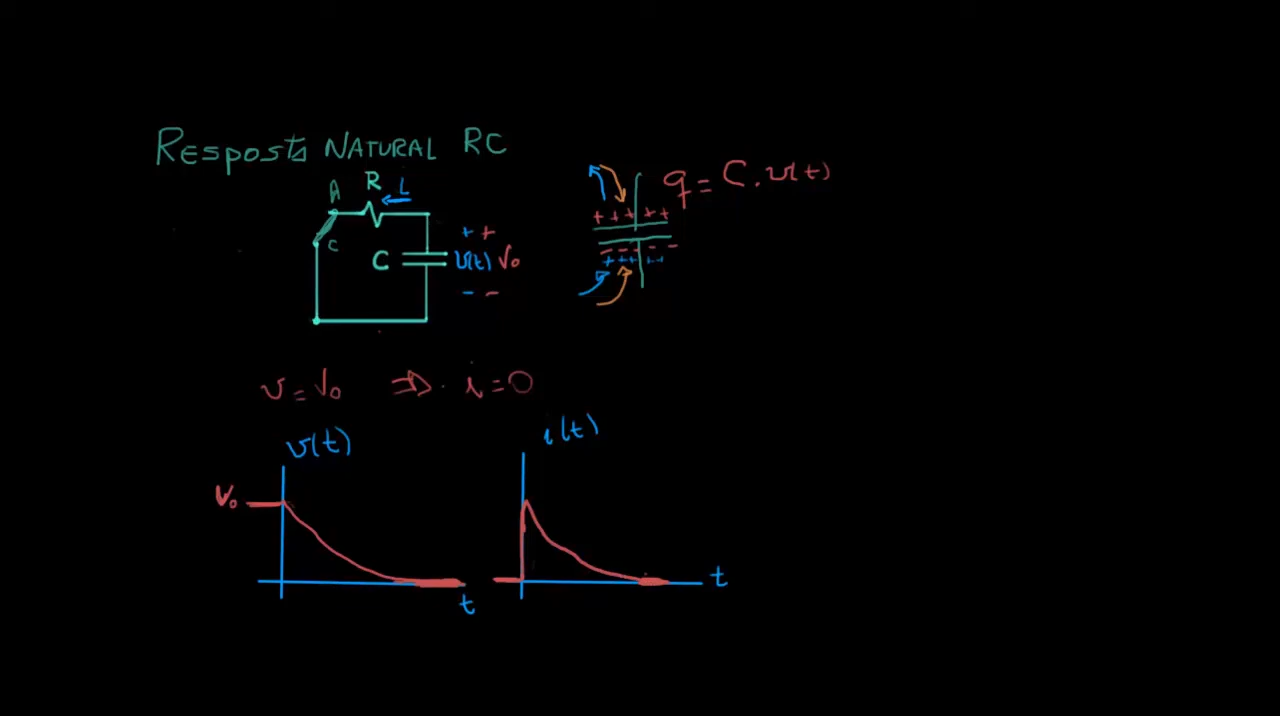 Resposta NATURAL RC
q = C. v(t)
A R i
C
C v(t) V₀
v = V₀ ⇒ i = 0
v(t) i(t)
V₀
t t